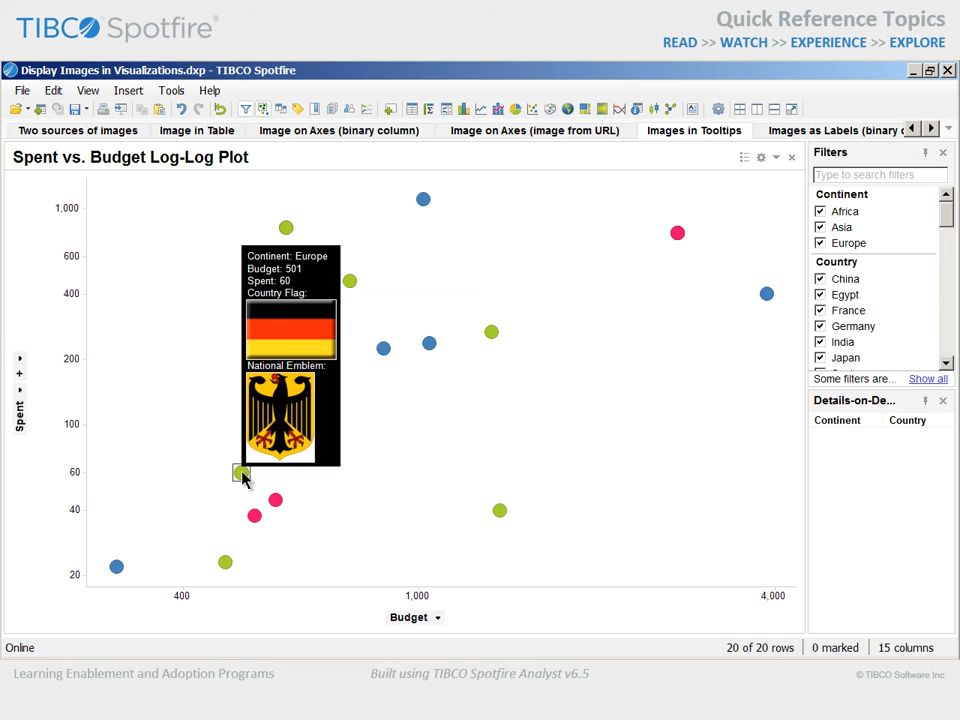 TIBCO Spotfire®
Quick Reference Topics
READ >> WATCH >> EXPERIENCE >> EXPLORE
Display Images in Visualizations.dxp - TIBCO Spotfire
File Edit View Insert Tools Help
Two sources of images
Image in Table
Image on Axes (binary column)
Image on Axes (image from URL)
Images in Tooltips
Images as Labels (binary c
Spent vs. Budget Log-Log Plot
1,000
600
400
200
100
60
40
20
Spent
Continent: Europe
Budget: 501
Spent: 60
Country Flag:
National Emblem:
400
1,000
4,000
Budget
Filters
Type to search filters
Continent
Africa
Asia
Europe
Country
China
Egypt
France
Germany
India
Japan
Some filters are... Show all
Details-on-De...
Continent Country
Online
20 of 20 rows
0 marked
15 columns
Learning Enablement and Adoption Programs
Built using TIBCO Spotfire Analyst v6.5
© TIBCO Software Inc.